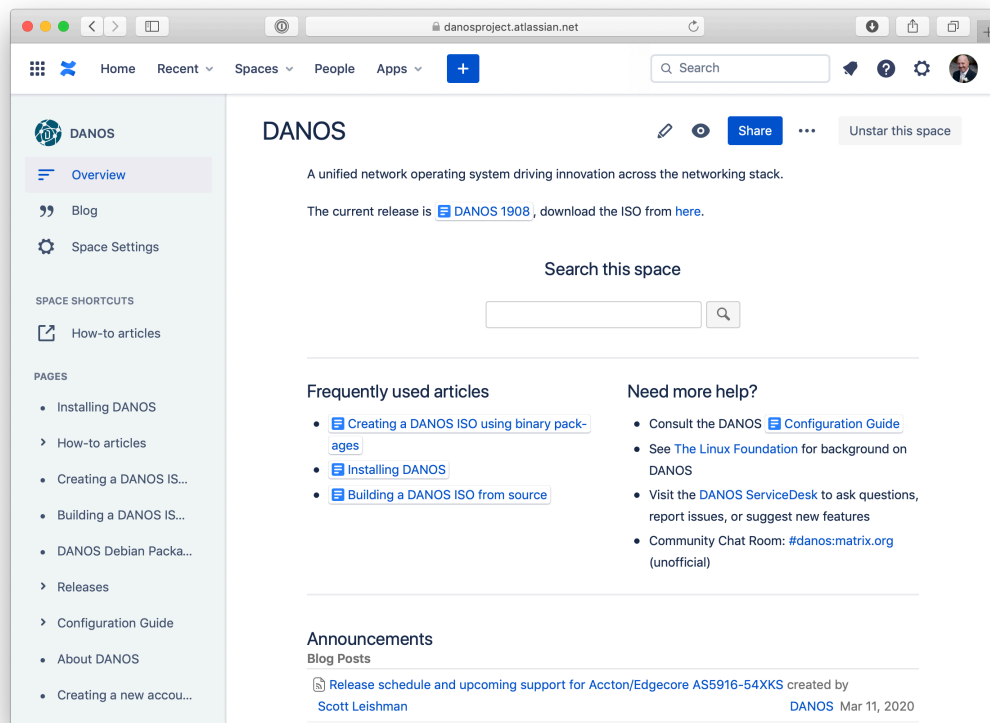 danosproject.atlassian.net
Home Recent Spaces People Apps + Search
DANOS
Overview
Blog
Space Settings
SPACE SHORTCUTS
How-to articles
PAGES
Installing DANOS
How-to articles
Creating a DANOS IS...
Building a DANOS IS...
DANOS Debian Packa...
Releases
Configuration Guide
About DANOS
Creating a new accou...
DANOS
Share
Unstar this space
A unified network operating system driving innovation across the networking stack.
The current release is DANOS 1908, download the ISO from here.
Search this space
Frequently used articles
Creating a DANOS ISO using binary pack-
ages
Installing DANOS
Building a DANOS ISO from source
Need more help?
Consult the DANOS Configuration Guide
See The Linux Foundation for background on
DANOS
Visit the DANOS ServiceDesk to ask questions,
report issues, or suggest new features
Community Chat Room: #danos:matrix.org
(unofficial)
Announcements
Blog Posts
Release schedule and upcoming support for Accton/Edgecore AS5916-54XKS created by
Scott Leishman DANOS Mar 11, 2020